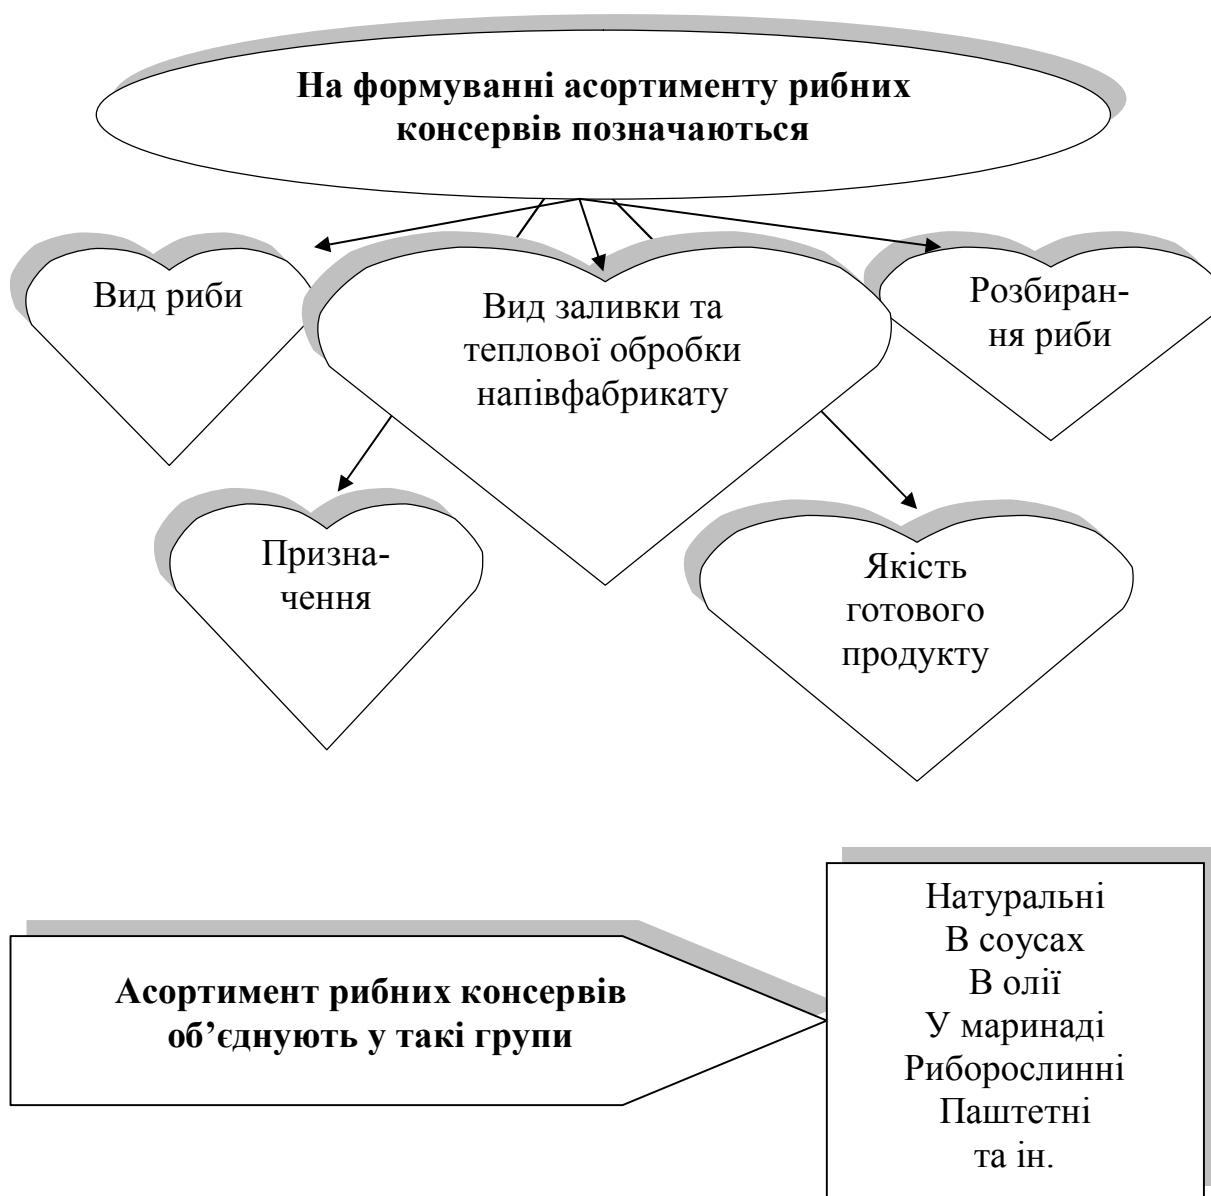 На формуванні асортименту рибних
консервів позначаються
Вид риби
Вид заливки та
теплової обробки
напівфабрикату
Розбиран-
ня риби
Призна-
чення
Якість
готового
продукту
Асортимент рибних консервів
об’єднують у такі групи
Натуральні
В соусах
В олії
У маринаді
Риборослинні
Паштетні
та ін.